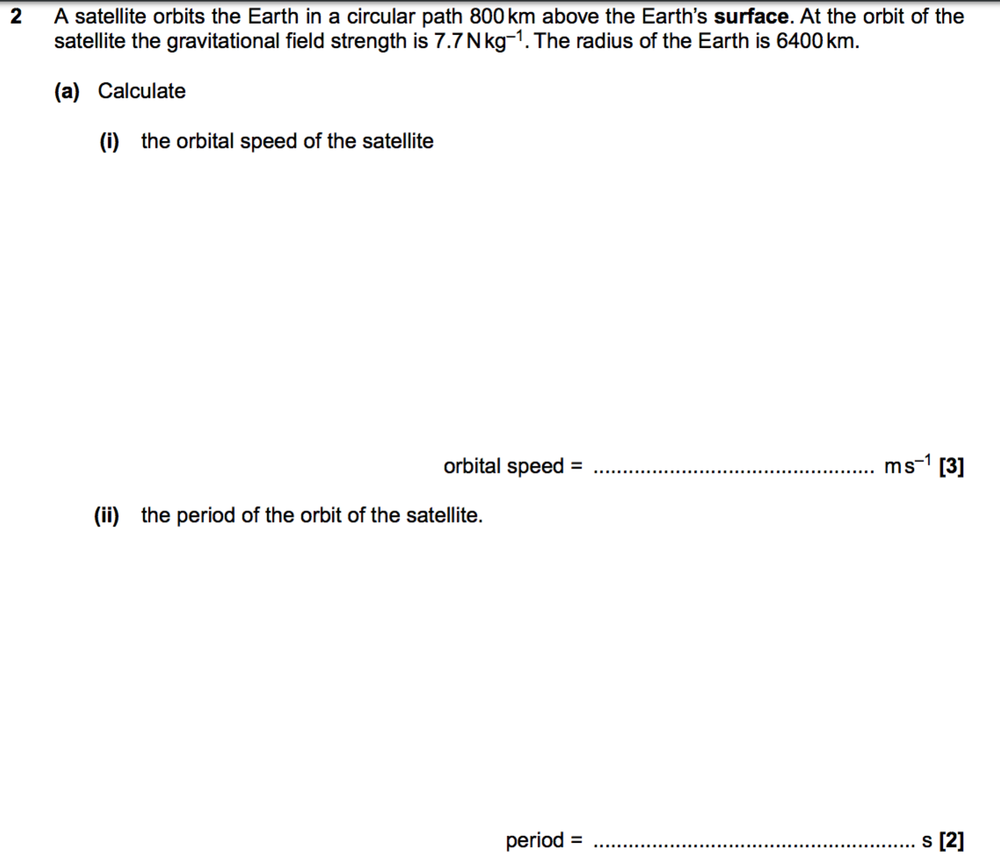 2 A satellite orbits the Earth in a circular path 800 km above the Earth’s surface. At the orbit of the
satellite the gravitational field strength is 7.7 N kg⁻¹. The radius of the Earth is 6400 km.
(a) Calculate
(i) the orbital speed of the satellite
orbital speed = ................................................ m s⁻¹ [3]
(ii) the period of the orbit of the satellite.
period = ....................................................... s [2]